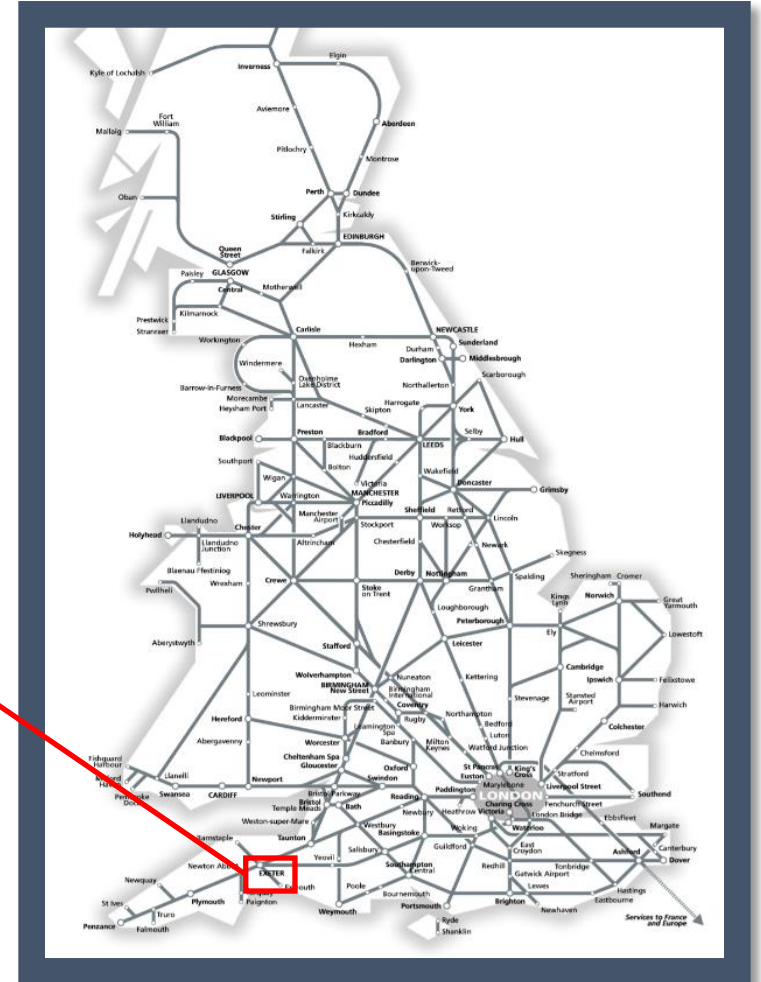 Elgin
Inverness
Kyle of Lochalsh
Aviemore
Fort
William
Mallaig
Aberdeen
Pitlochry
Montrose
Perth
Dundee
Oban
Stirling
Kirkcaldy
EDINBURGH
Queen
Street
Falkirk
Berwick-
upon-Tweed
Paisley
GLASGOW
Central
Motherwell
Prestwick
Kilmarnock
Stranraer
Carlisle
NEWCASTLE
Workington
Hexham
Sunderland
Durham
Darlington
Middlesbrough
Windermere
Scarborough
Oxenholme
Lake District
Barrow-in-Furness
Northallerton
Morecambe
Lancaster
Harrogate
Heysham Port
Skipton
York
Blackpool
Preston
Bradford
LEEDS
Selby
Hull
Blackburn
Huddersfield
Southport
Bolton
Wakefield
Wigan
Victoria
Doncaster
LIVERPOOL
Warrington
MANCHESTER
Piccadilly
Grimsby
Manchester
Airport
Sheffield
Retford
Llandudno
Chester
Stockport
Worksop
Lincoln
Holyhead
Llandudno
Junction
Altrincham
Chesterfield
Newark
Skegness
Blaenau Ffestiniog
Derby
Nottingham
Sheringham
Cromer
Pwllheli
Wrexham
Crewe
Stoke
on Trent
Grantham
Spalding
Kings
Lynn
Norwich
Great
Yarmouth
Loughborough
Peterborough
Shrewsbury
Ely
Lowestoft
Aberystwyth
Stafford
Leicester
Wolverhampton
Cambridge
BIRMINGHAM
New Street
Nuneaton
Kettering
Ipswich
Felixstowe
Birmingham
International
Leominster
Coventry
Stevenage
Stansted
Airport
Harwich
Birmingham Moor Street
Northampton
Hereford
Kidderminster
Rugby
Bedford
Colchester
Leamington
Spa
Luton
Worcester
Banbury
Milton
Keynes
Abergavenny
Watford Junction
Chelmsford
Cheltenham Spa
Gloucester
Oxford
St Pancras
King's
Cross
Fishguard
Harbour
Euston
Stratford
Llanelli
Newport
Swindon
Marylebone
Liverpool Street
Milford
Haven
Bristol Parkway
Paddington
LONDON
Southend
Pembroke
Dock
Swansea
CARDIFF
Reading
Bristol
Temple Meads
Bath
Charing Cross
Fenchurch Street
Newbury
Heathrow
Victoria
London Bridge
Ebbsfleet
Weston-super-Mare
Westbury
Basingstoke
Woking
Waterloo
Margate
Barnstaple
Taunton
Salisbury
Guildford
East
Croydon
Canterbury
Newton Abbot
Yeovil
Southampton
Central
Redhill
Tonbridge
Ashford
Dover
EXETER
Gatwick Airport
Newquay
Exmouth
Poole
Lewes
Hastings
St Ives
Plymouth
Paignton
Bournemouth
Eastbourne
Truro
Weymouth
Portsmouth
Brighton
Newhaven
Penzance
Falmouth
Ryde
Shanklin
Services to France
and Europe